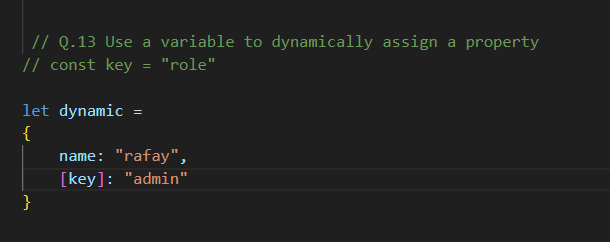 // Q.13 Use a variable to dynamically assign a property
// const key = "role"
let dynamic =
{
name: "rafay",
[key]: "admin"
}